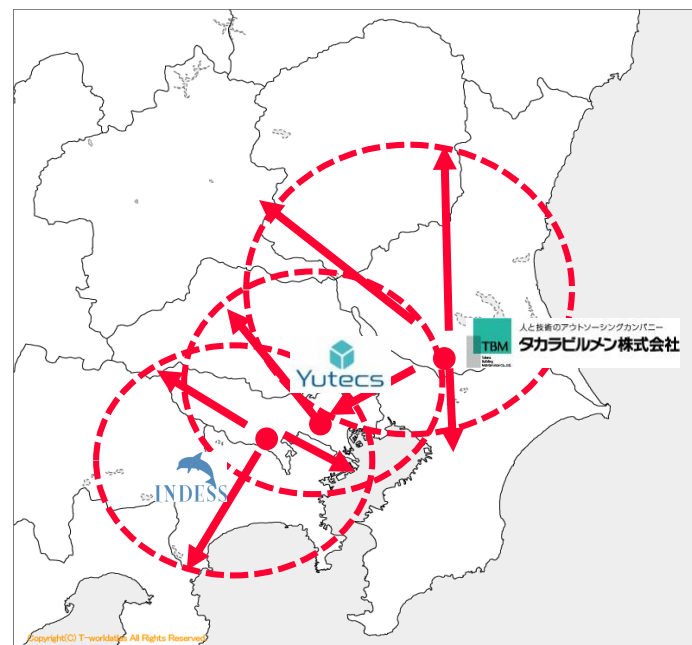 人と技術のアウトソーシングカンパニー
TBM
タカラビルメン株式会社
Yutecs
INDESS
Copyright(C) T-worldatlas All Rights Reserved